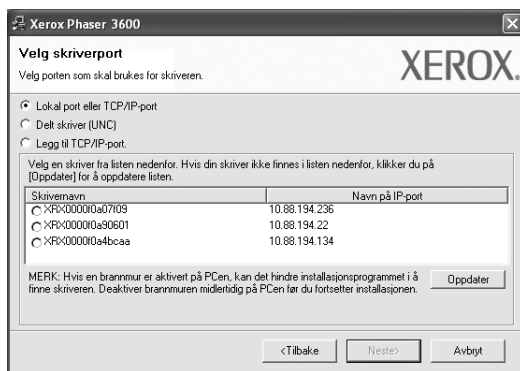 Xerox Phaser 3600
Velg skriverport
Velg porten som skal brukes for skriveren.
XEROX.
Lokal port eller TCP/IP-port
Delt skriver (UNC)
Legg til TCP/IP-port.
Velg en skriver fra listen nedenfor. Hvis din skriver ikke finnes i listen nedenfor, klikker du på
[Oppdater] for å oppdatere listen.
Skrivernavn Navn på IP-port
XRX0000f0a07f09 10.88.194.236
XRX0000f0a90601 10.88.194.22
XRX0000f0a4bcaa 10.88.194.134
MERK: Hvis en brannmur er aktivert på PCen, kan det hindre installasjonsprogrammet i å
finne skriveren. Deaktiver brannmuren midlertidig på PCen før du fortsetter installasjonen.
Oppdater
<Tilbake Neste> Avbryt